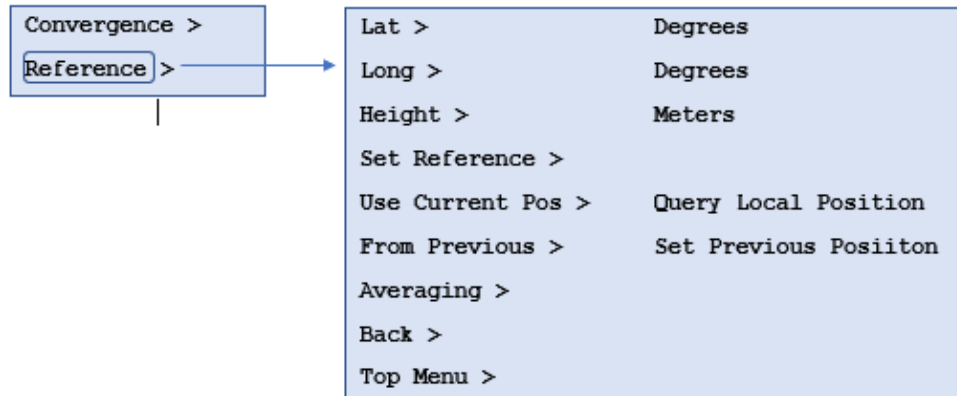 Convergence >
Reference >
Lat > Degrees
Long > Degrees
Height > Meters
Set Reference >
Use Current Pos > Query Local Position
From Previous > Set Previous Posiiton
Averaging >
Back >
Top Menu >